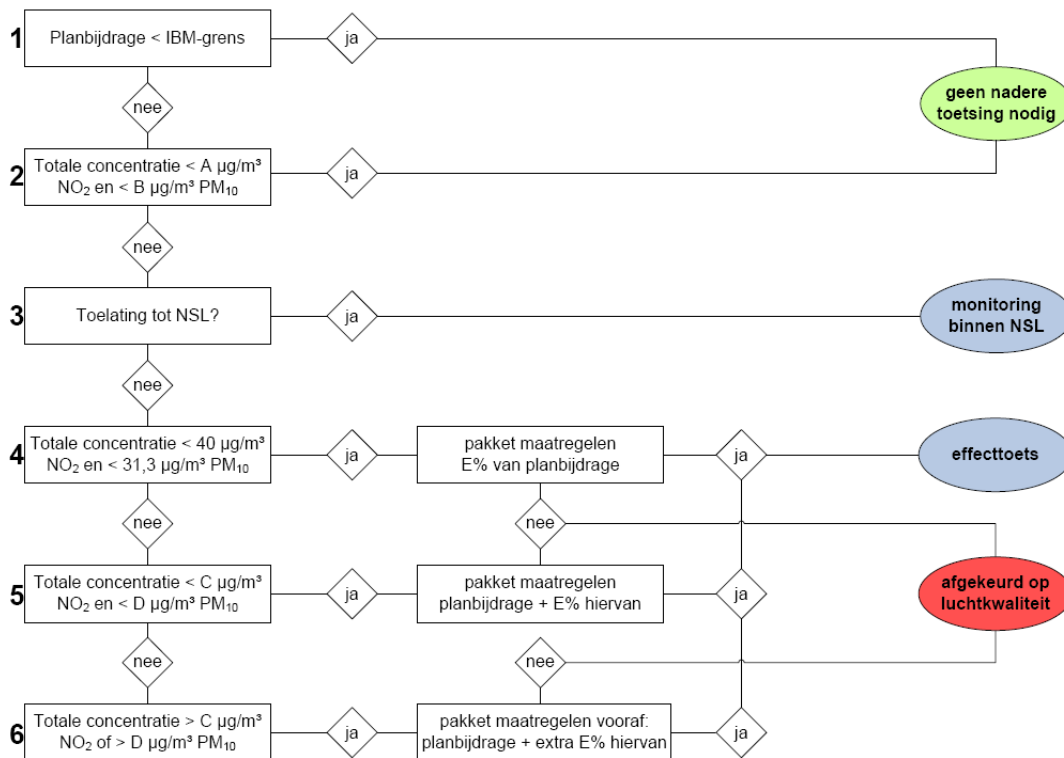 1
Planbijdrage < IBM-grens
ja
geen nadere
toetsing nodig
nee
2
Totale concentratie < A µg/m³
NO₂ en < B µg/m³ PM₁₀
ja
nee
3
Toelating tot NSL?
ja
monitoring
binnen NSL
nee
4
Totale concentratie < 40 µg/m³
NO₂ en < 31,3 µg/m³ PM₁₀
ja
pakket maatregelen
E% van planbijdrage
ja
effecttoets
nee
nee
5
Totale concentratie < C µg/m³
NO₂ en < D µg/m³ PM₁₀
ja
pakket maatregelen
planbijdrage + E% hiervan
ja
afgekeurd op
luchtkwaliteit
nee
nee
6
Totale concentratie > C µg/m³
NO₂ of > D µg/m³ PM₁₀
ja
pakket maatregelen vooraf:
planbijdrage + extra E% hiervan
ja